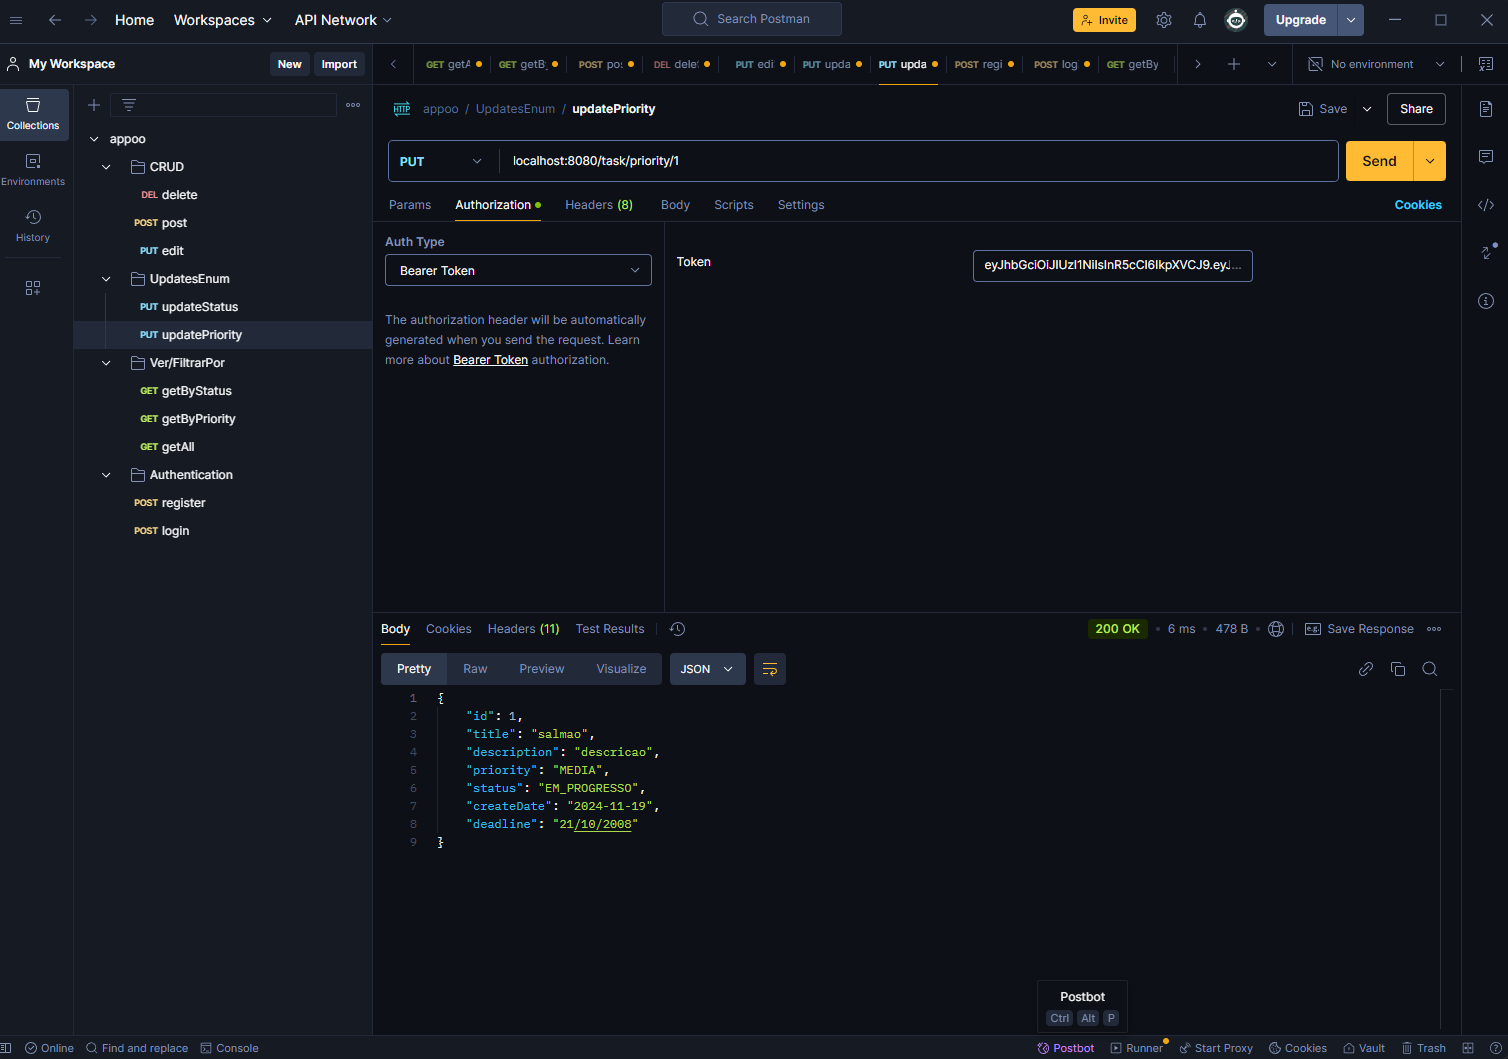 Home Workspaces API Network Search Postman Invite Upgrade
My Workspace New Import
GET getA GET getB POST pos DEL dele PUT edi PUT upda PUT upda POST regi POST log GET getBy No environment
Collections
Environments
History
appoo
CRUD
DEL delete
POST post
PUT edit
UpdatesEnum
PUT updateStatus
PUT updatePriority
Ver/FiltrarPor
GET getByStatus
GET getByPriority
GET getAll
Authentication
POST register
POST login
HTTP appoo / UpdatesEnum / updatePriority Save Share
PUT localhost:8080/task/priority/1 Send
Params Authorization Headers (8) Body Scripts Settings Cookies
Auth Type
Bearer Token
The authorization header will be automatically
generated when you send the request. Learn
more about Bearer Token authorization.
Token eyJhbGciOiJIUzI1NiIsInR5cCI6IkpXVCJ9.eyJ...
Body Cookies Headers (11) Test Results 200 OK • 6 ms • 478 B • e.g. Save Response
Pretty Raw Preview Visualize JSON
1 {
2 "id": 1,
3 "title": "salmao",
4 "description": "descricao",
5 "priority": "MEDIA",
6 "status": "EM_PROGRESSO",
7 "createDate": "2024-11-19",
8 "deadline": "21/10/2008"
9 }
Postbot
Ctrl Alt P
Online Find and replace Console Postbot Runner Start Proxy Cookies Vault Trash